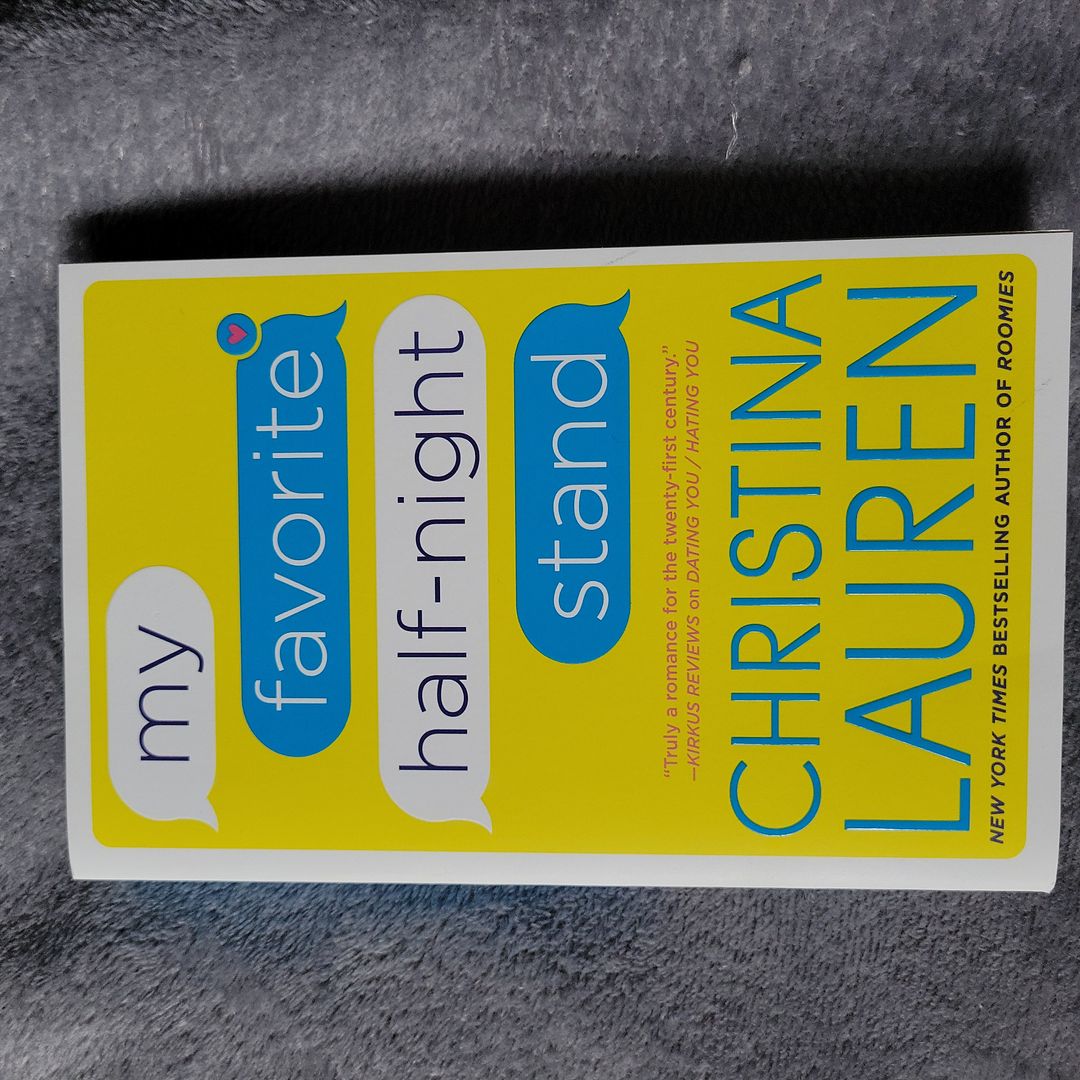 my
favorite
half-night
stand
“Truly a romance for the twenty-first century.”
—KIRKUS REVIEWS on DATING YOU / HATING YOU
CHRISTINA
LAUREN
NEW YORK TIMES BESTSELLING AUTHOR OF ROOMIES